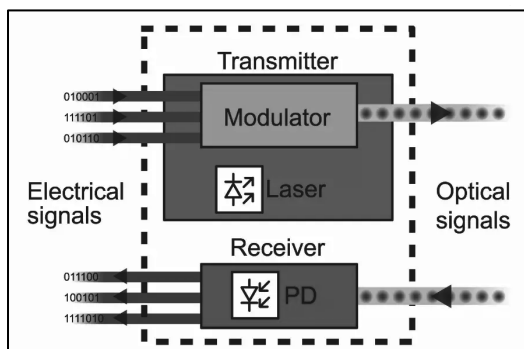 Transmitter
010001
111101
010110
Modulator
Laser
Electrical
signals
Optical
signals
Receiver
011100
100101
1111010
PD